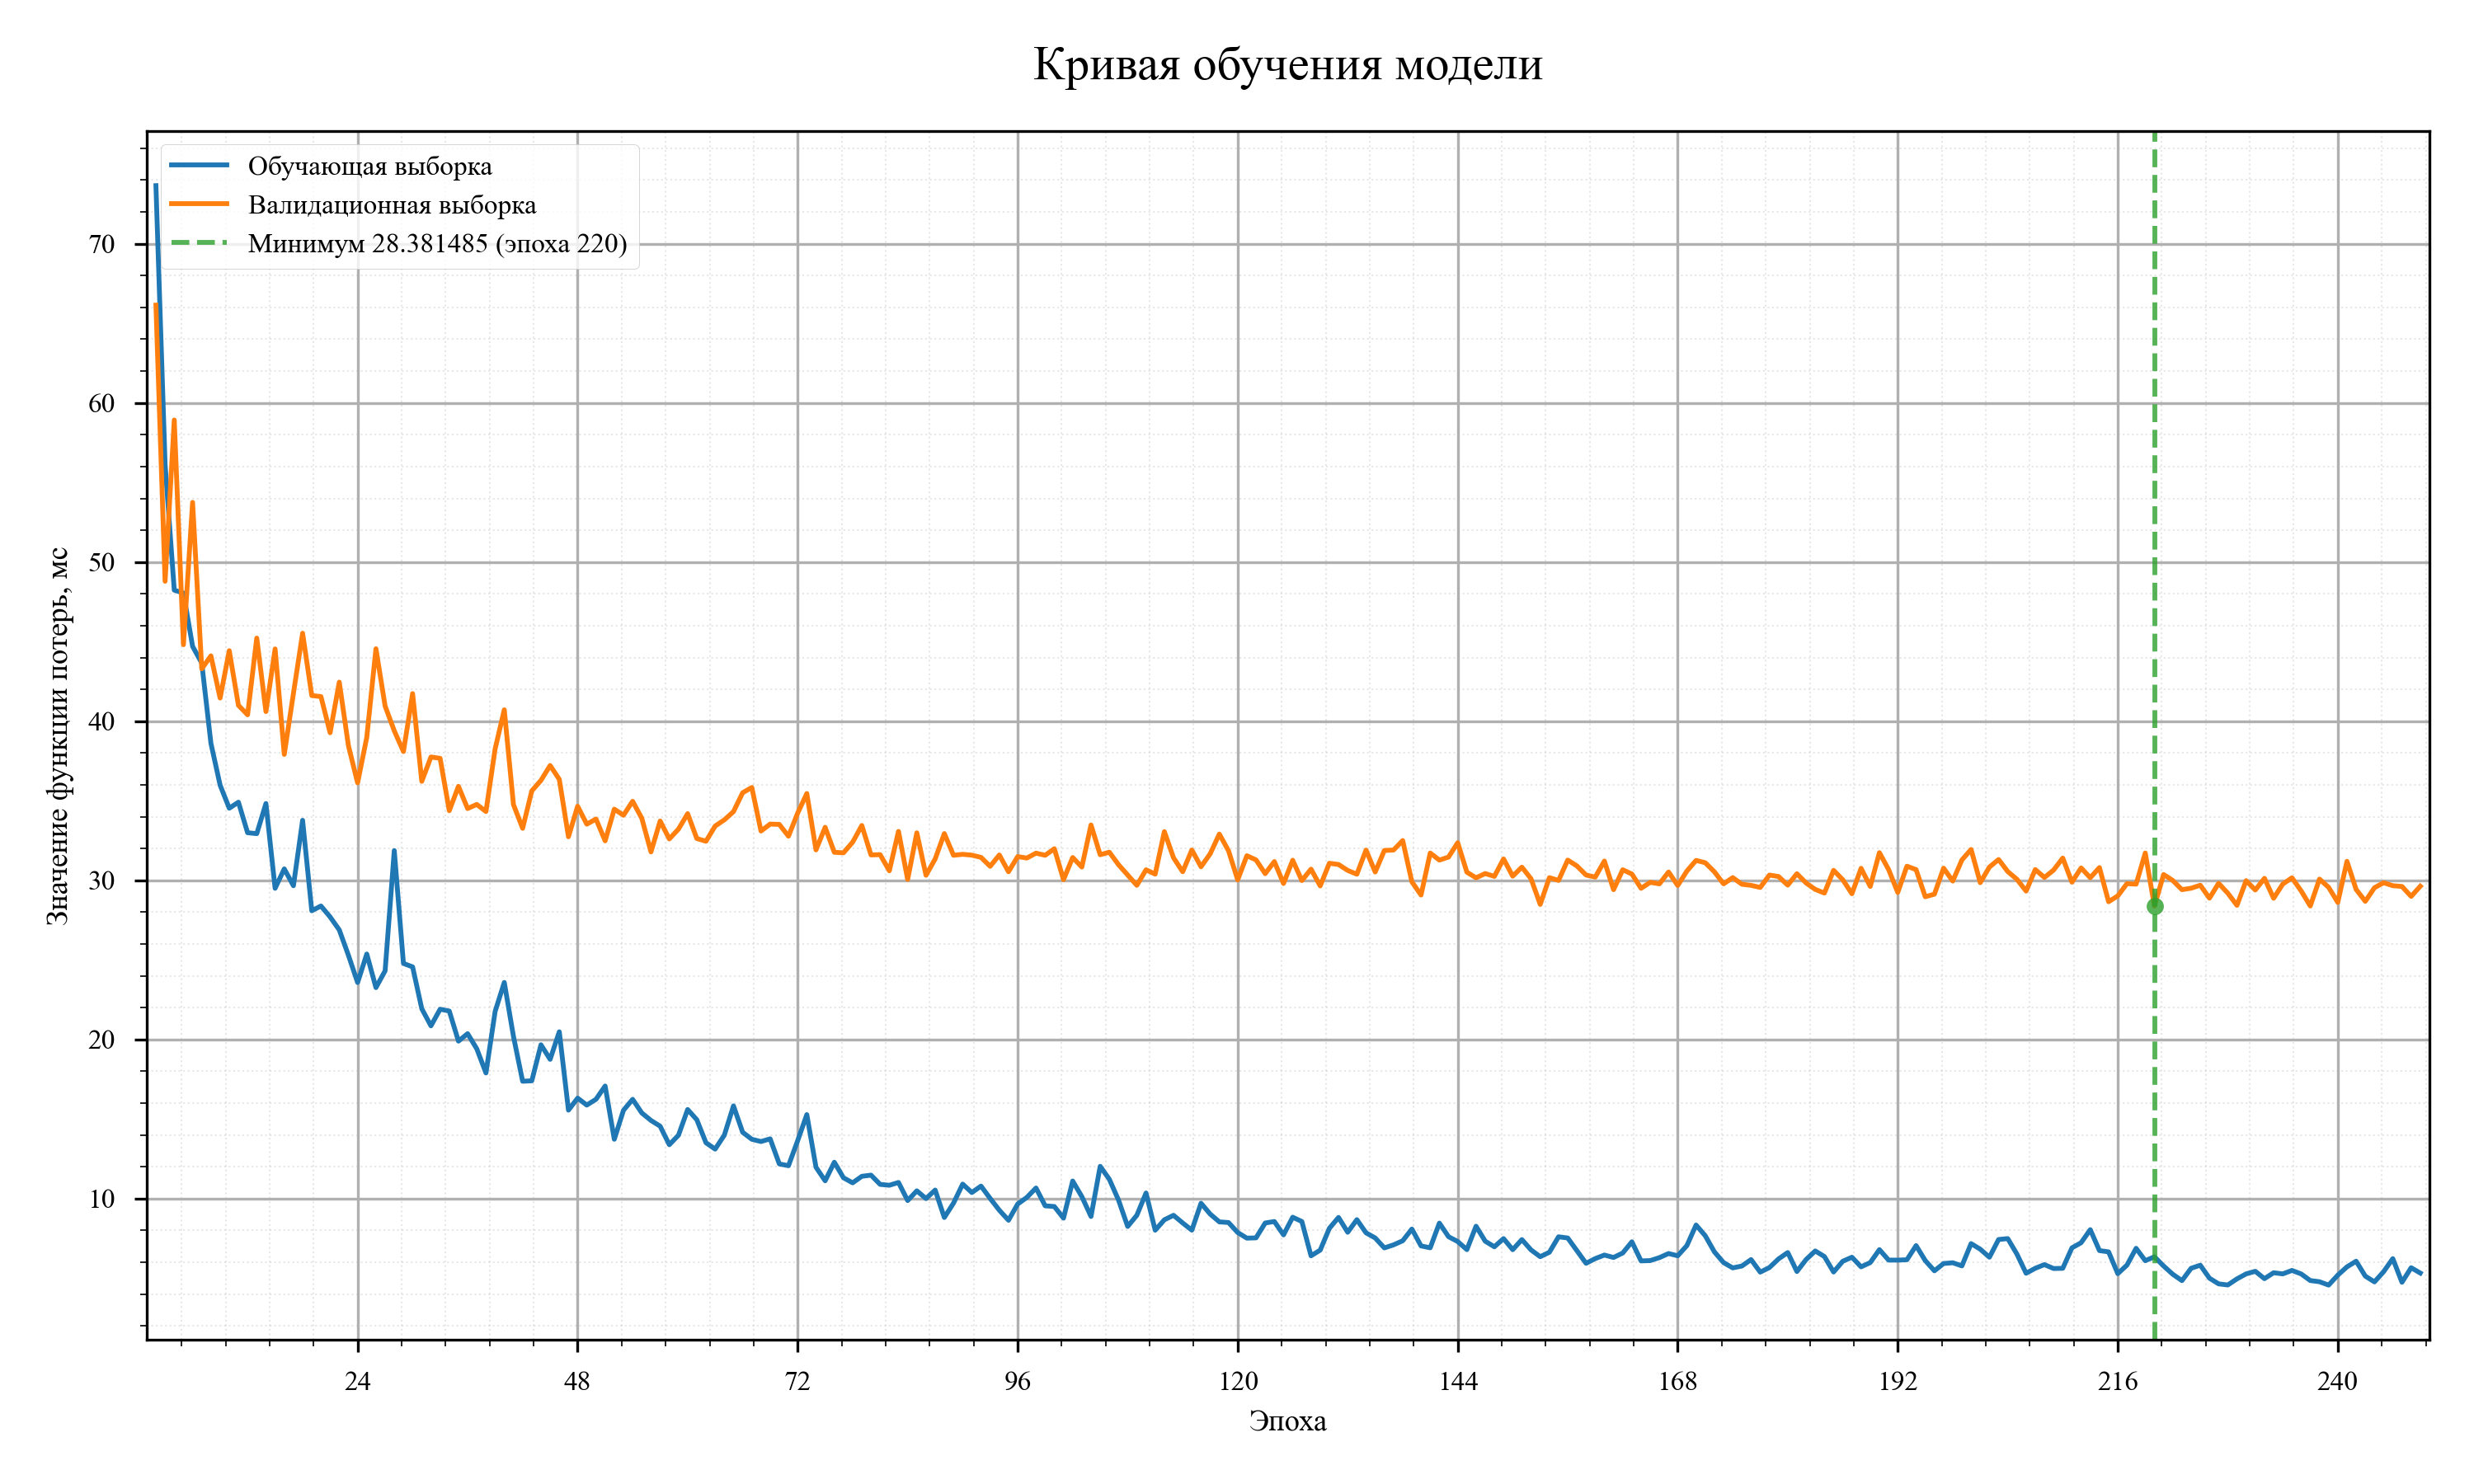 Кривая обучения модели
Обучающая выборка
Валидационная выборка
Минимум 28.381485 (эпоха 220)
Значение функции потерь, мс
70
60
50
40
30
20
10
24 48 72 96 120 144 168 192 216 240
Эпоха